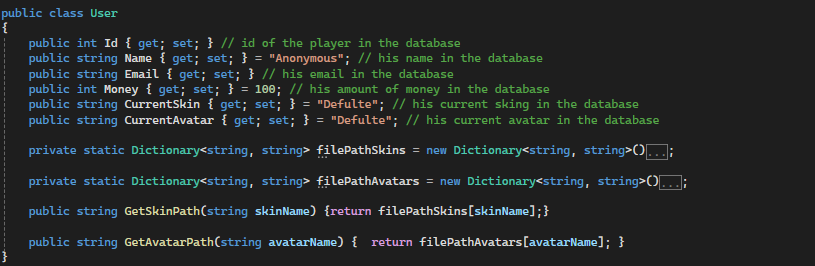 public class User
{
public int Id { get; set; } // id of the player in the database
public string Name { get; set; } = "Anonymous"; // his name in the database
public string Email { get; set; } // his email in the database
public int Money { get; set; } = 100; // his amount of money in the database
public string CurrentSkin { get; set; } = "Defulte"; // his current sking in the database
public string CurrentAvatar { get; set; } = "Defulte"; // his current avatar in the database
private static Dictionary<string, string> filePathSkins = new Dictionary<string, string>()...;
private static Dictionary<string, string> filePathAvatars = new Dictionary<string, string>()...;
public string GetSkinPath(string skinName) {return filePathSkins[skinName];}
public string GetAvatarPath(string avatarName) {  return filePathAvatars[avatarName]; }
}